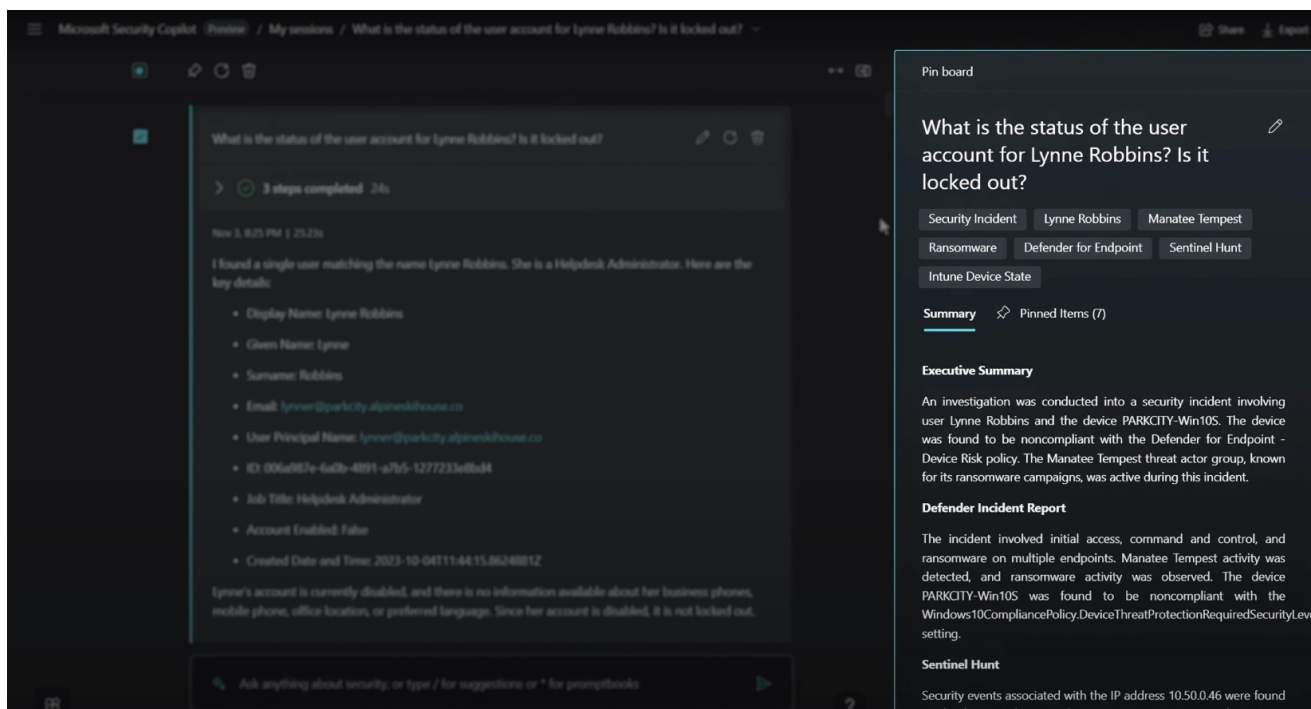 Microsoft Security Copilot Preview / My sessions / What is the status of the user account for Lynne Robbins? Is it locked out?
Share
Export
What is the status of the user account for Lynne Robbins? Is it locked out?
3 steps completed 24s
Nov 3, 8:25 PM | 25.23s
I found a single user matching the name Lynne Robbins. She is a Helpdesk Administrator. Here are the
key details:
• Display Name: Lynne Robbins
• Given Name: Lynne
• Surname: Robbins
• Email: lynner@parkcity.alpineskihouse.co
• User Principal Name: lynner@parkcity.alpineskihouse.co
• ID: 006a987e-6a0b-4891-a7b5-1277233e8bd4
• Job Title: Helpdesk Administrator
• Account Enabled: False
• Created Date and Time: 2023-10-04T11:44:15.8624881Z
Lynne's account is currently disabled, and there is no information available about her business phones,
mobile phone, office location, or preferred language. Since her account is disabled, it is not locked out.
Ask anything about security, or type / for suggestions or * for promptbooks
?
Pin board
What is the status of the user
account for Lynne Robbins? Is it
locked out?
Security Incident
Lynne Robbins
Manatee Tempest
Ransomware
Defender for Endpoint
Sentinel Hunt
Intune Device State
Summary
Pinned Items (7)
Executive Summary
An investigation was conducted into a security incident involving
user Lynne Robbins and the device PARKCITY-Win10S. The device
was found to be noncompliant with the Defender for Endpoint -
Device Risk policy. The Manatee Tempest threat actor group, known
for its ransomware campaigns, was active during this incident.
Defender Incident Report
The incident involved initial access, command and control, and
ransomware on multiple endpoints. Manatee Tempest activity was
detected, and ransomware activity was observed. The device
PARKCITY-Win10S was found to be noncompliant with the
Windows10CompliancePolicy.DeviceThreatProtectionRequiredSecurityLeve
setting.
Sentinel Hunt
Security events associated with the IP address 10.50.0.46 were found